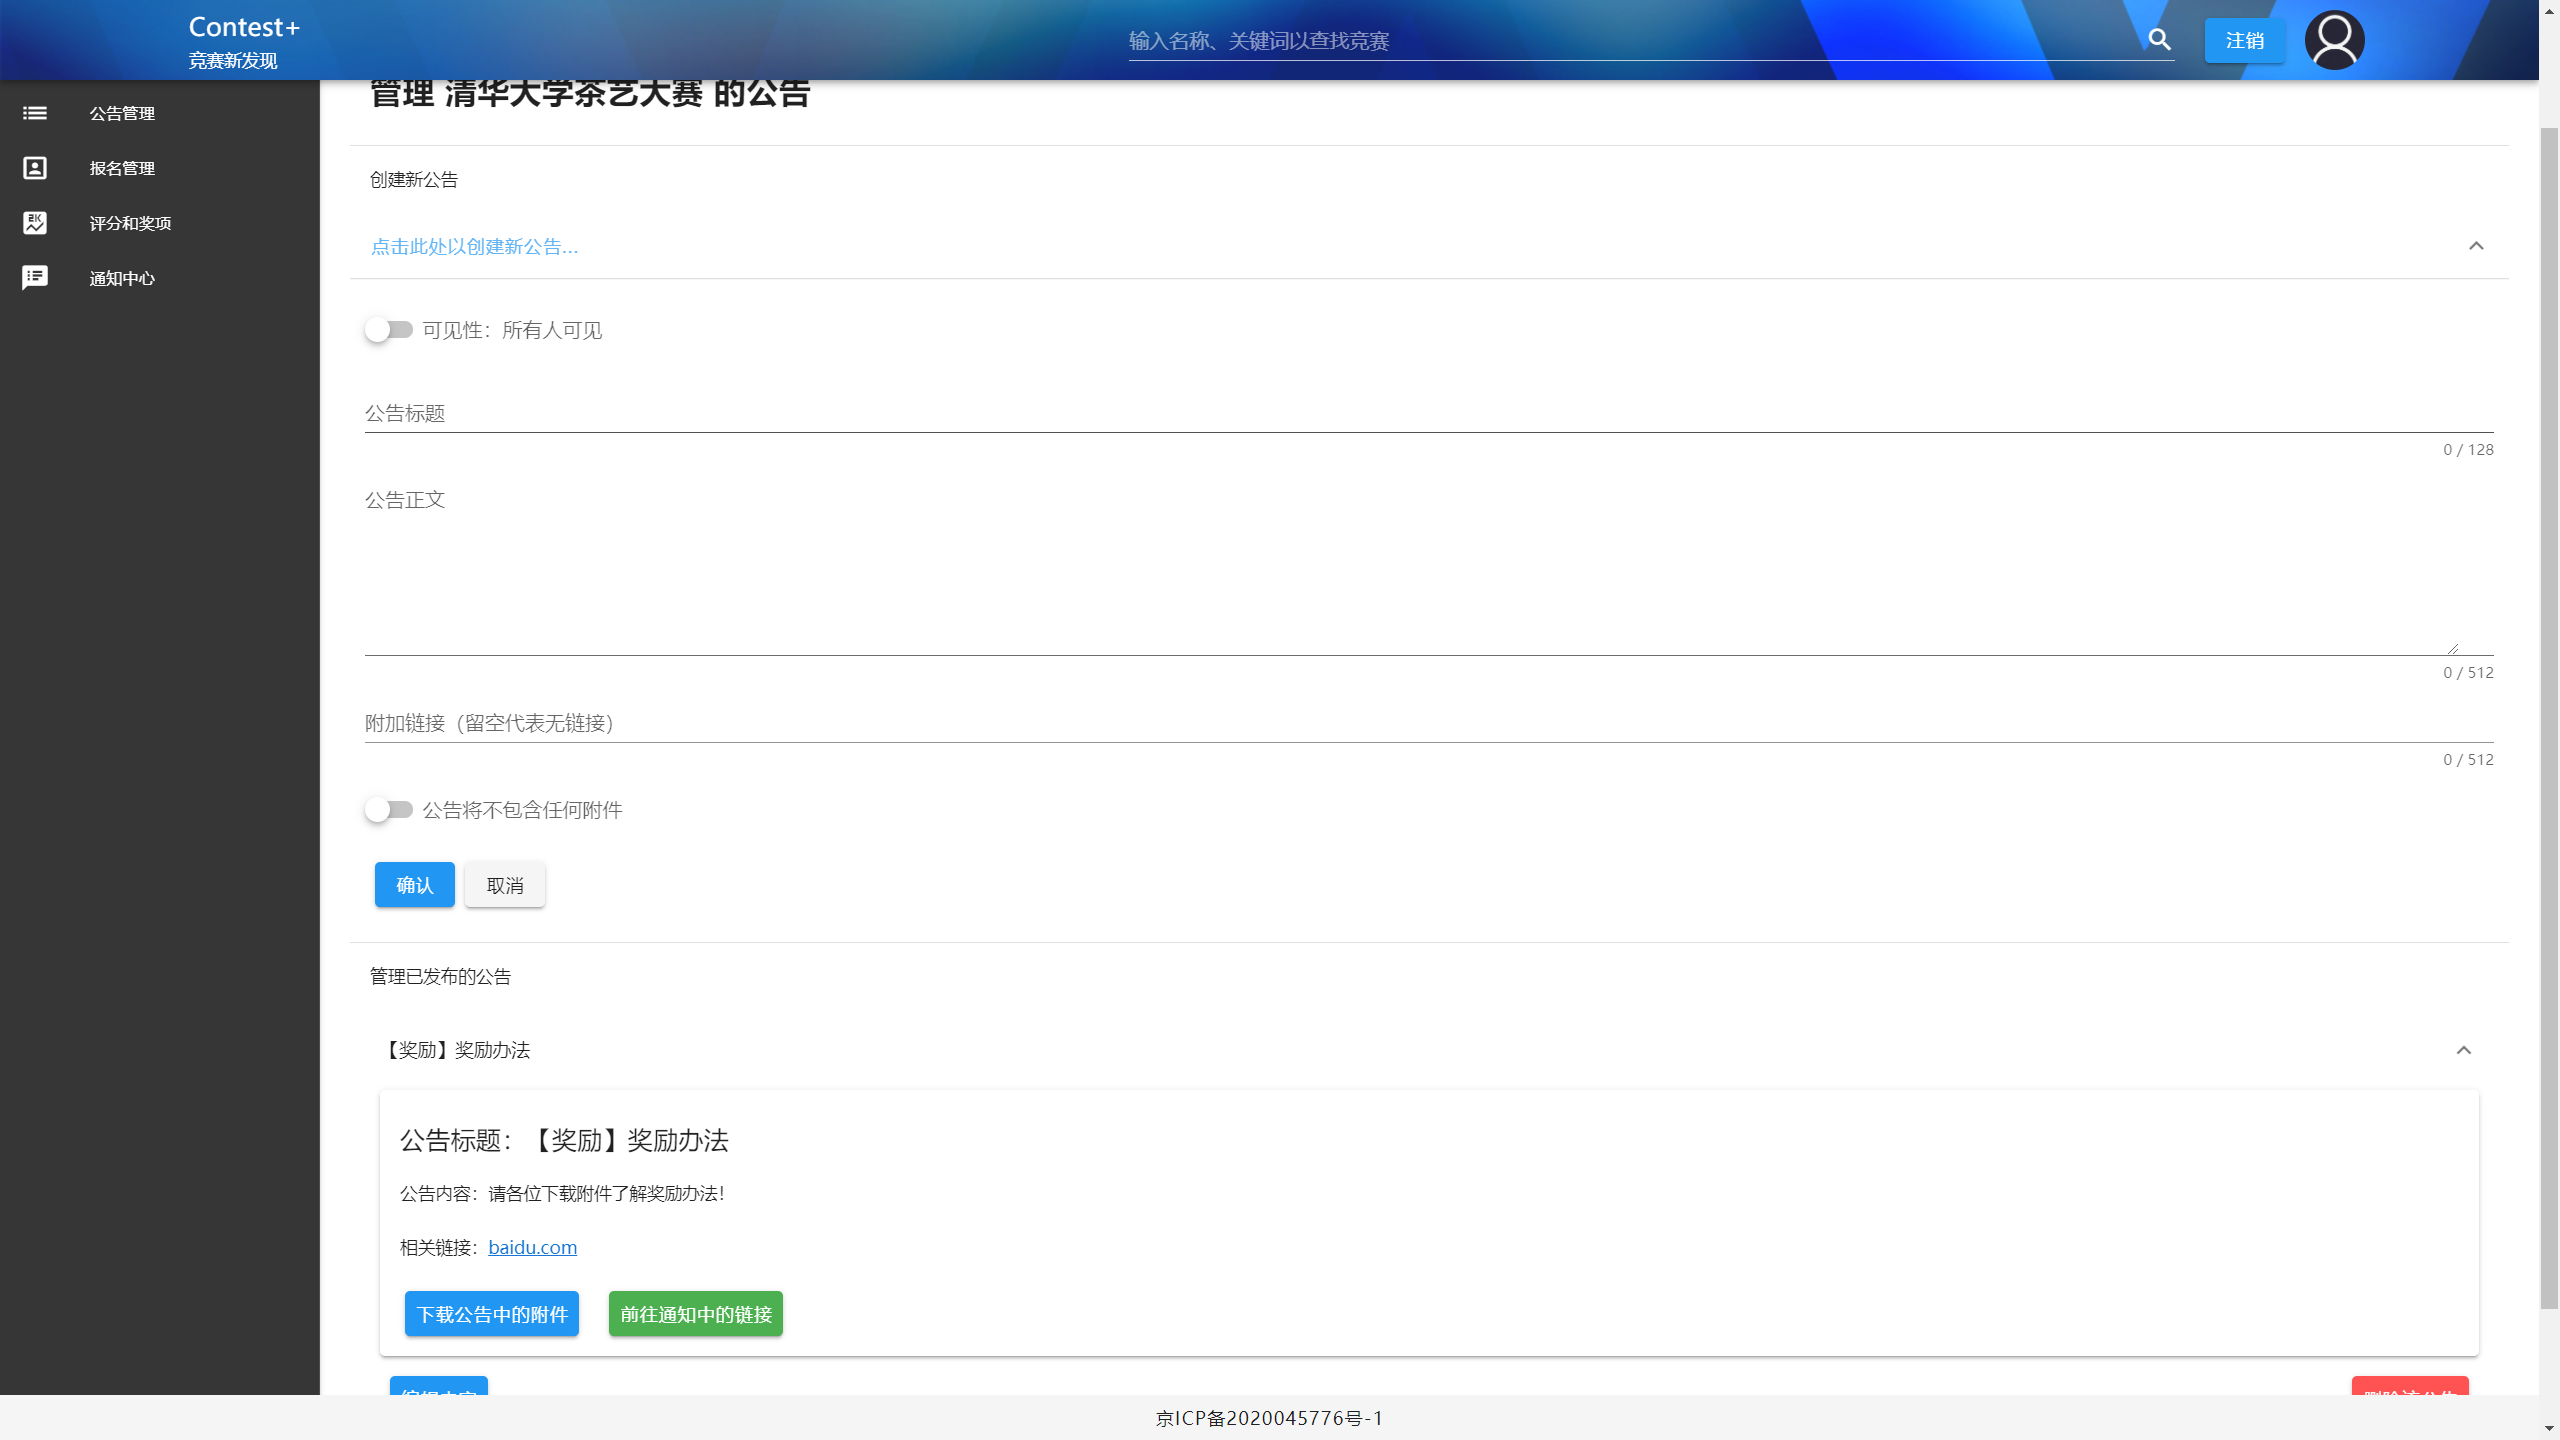 Contest+
竞赛新发现
输入名称、关键词以查找竞赛
注销
公告管理
报名管理
评分和奖项
通知中心
管理 清华大学茶艺大赛 的公告
创建新公告
点击此处以创建新公告...
可见性：所有人可见
公告标题
0 / 128
公告正文
0 / 512
附加链接（留空代表无链接）
0 / 512
公告将不包含任何附件
确认
取消
管理已发布的公告
【奖励】奖励办法
公告标题：【奖励】奖励办法
公告内容：请各位下载附件了解奖励办法！
相关链接：baidu.com
下载公告中的附件
前往通知中的链接
京ICP备2020045776号-1